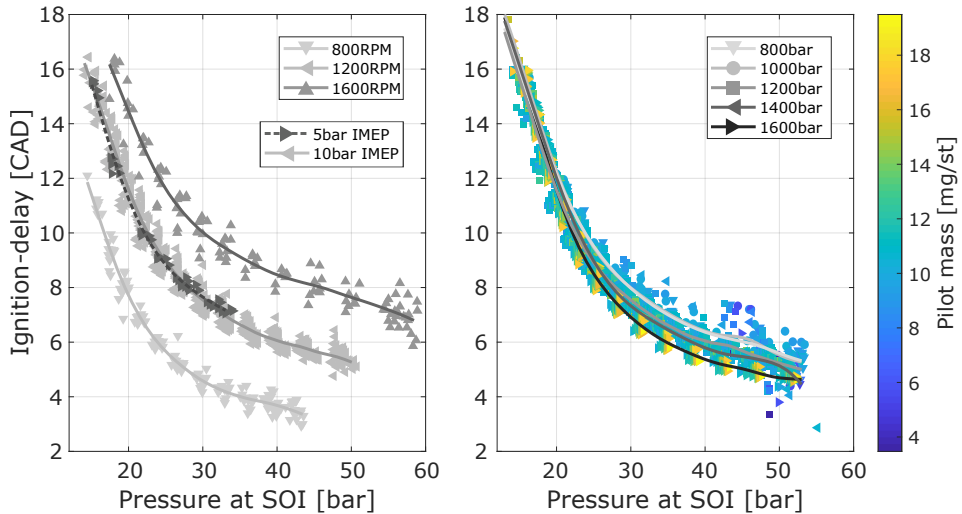 Ignition-delay [CAD]
18
16
14
12
10
8
6
4
2
800RPM
1200RPM
1600RPM
5bar IMEP
10bar IMEP
20 30 40 50 60
Pressure at SOI [bar]
18
16
14
12
10
8
6
4
2
800bar
1000bar
1200bar
1400bar
1600bar
20 30 40 50 60
Pressure at SOI [bar]
18
16
14
12
10
8
6
4
Pilot mass [mg/st]